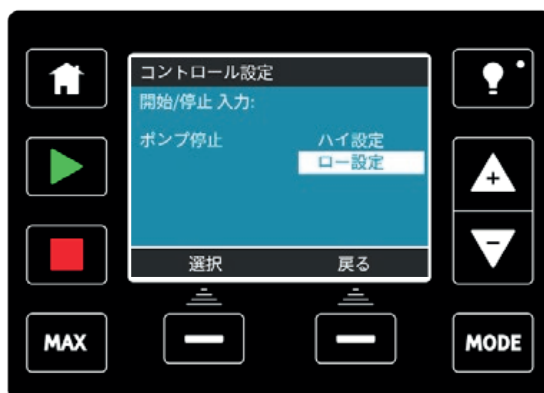 コントロール設定
開始/停止 入力:
ポンプ停止 ハイ設定
ロー設定
選択 戻る
MAX
MODE